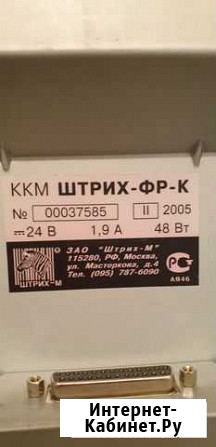 ККМ ШТРИХ-ФР-К
№ 00037585 II 2005
24 В 1,9 А 48 Вт
ЗАО "Штрих-М"
115280, РФ, Москва,
ул. Мастеркова, д.4
Тел. (095) 787-6090
ШТРИХ-М
АВ46
Интернет-
Кабинет.Ру